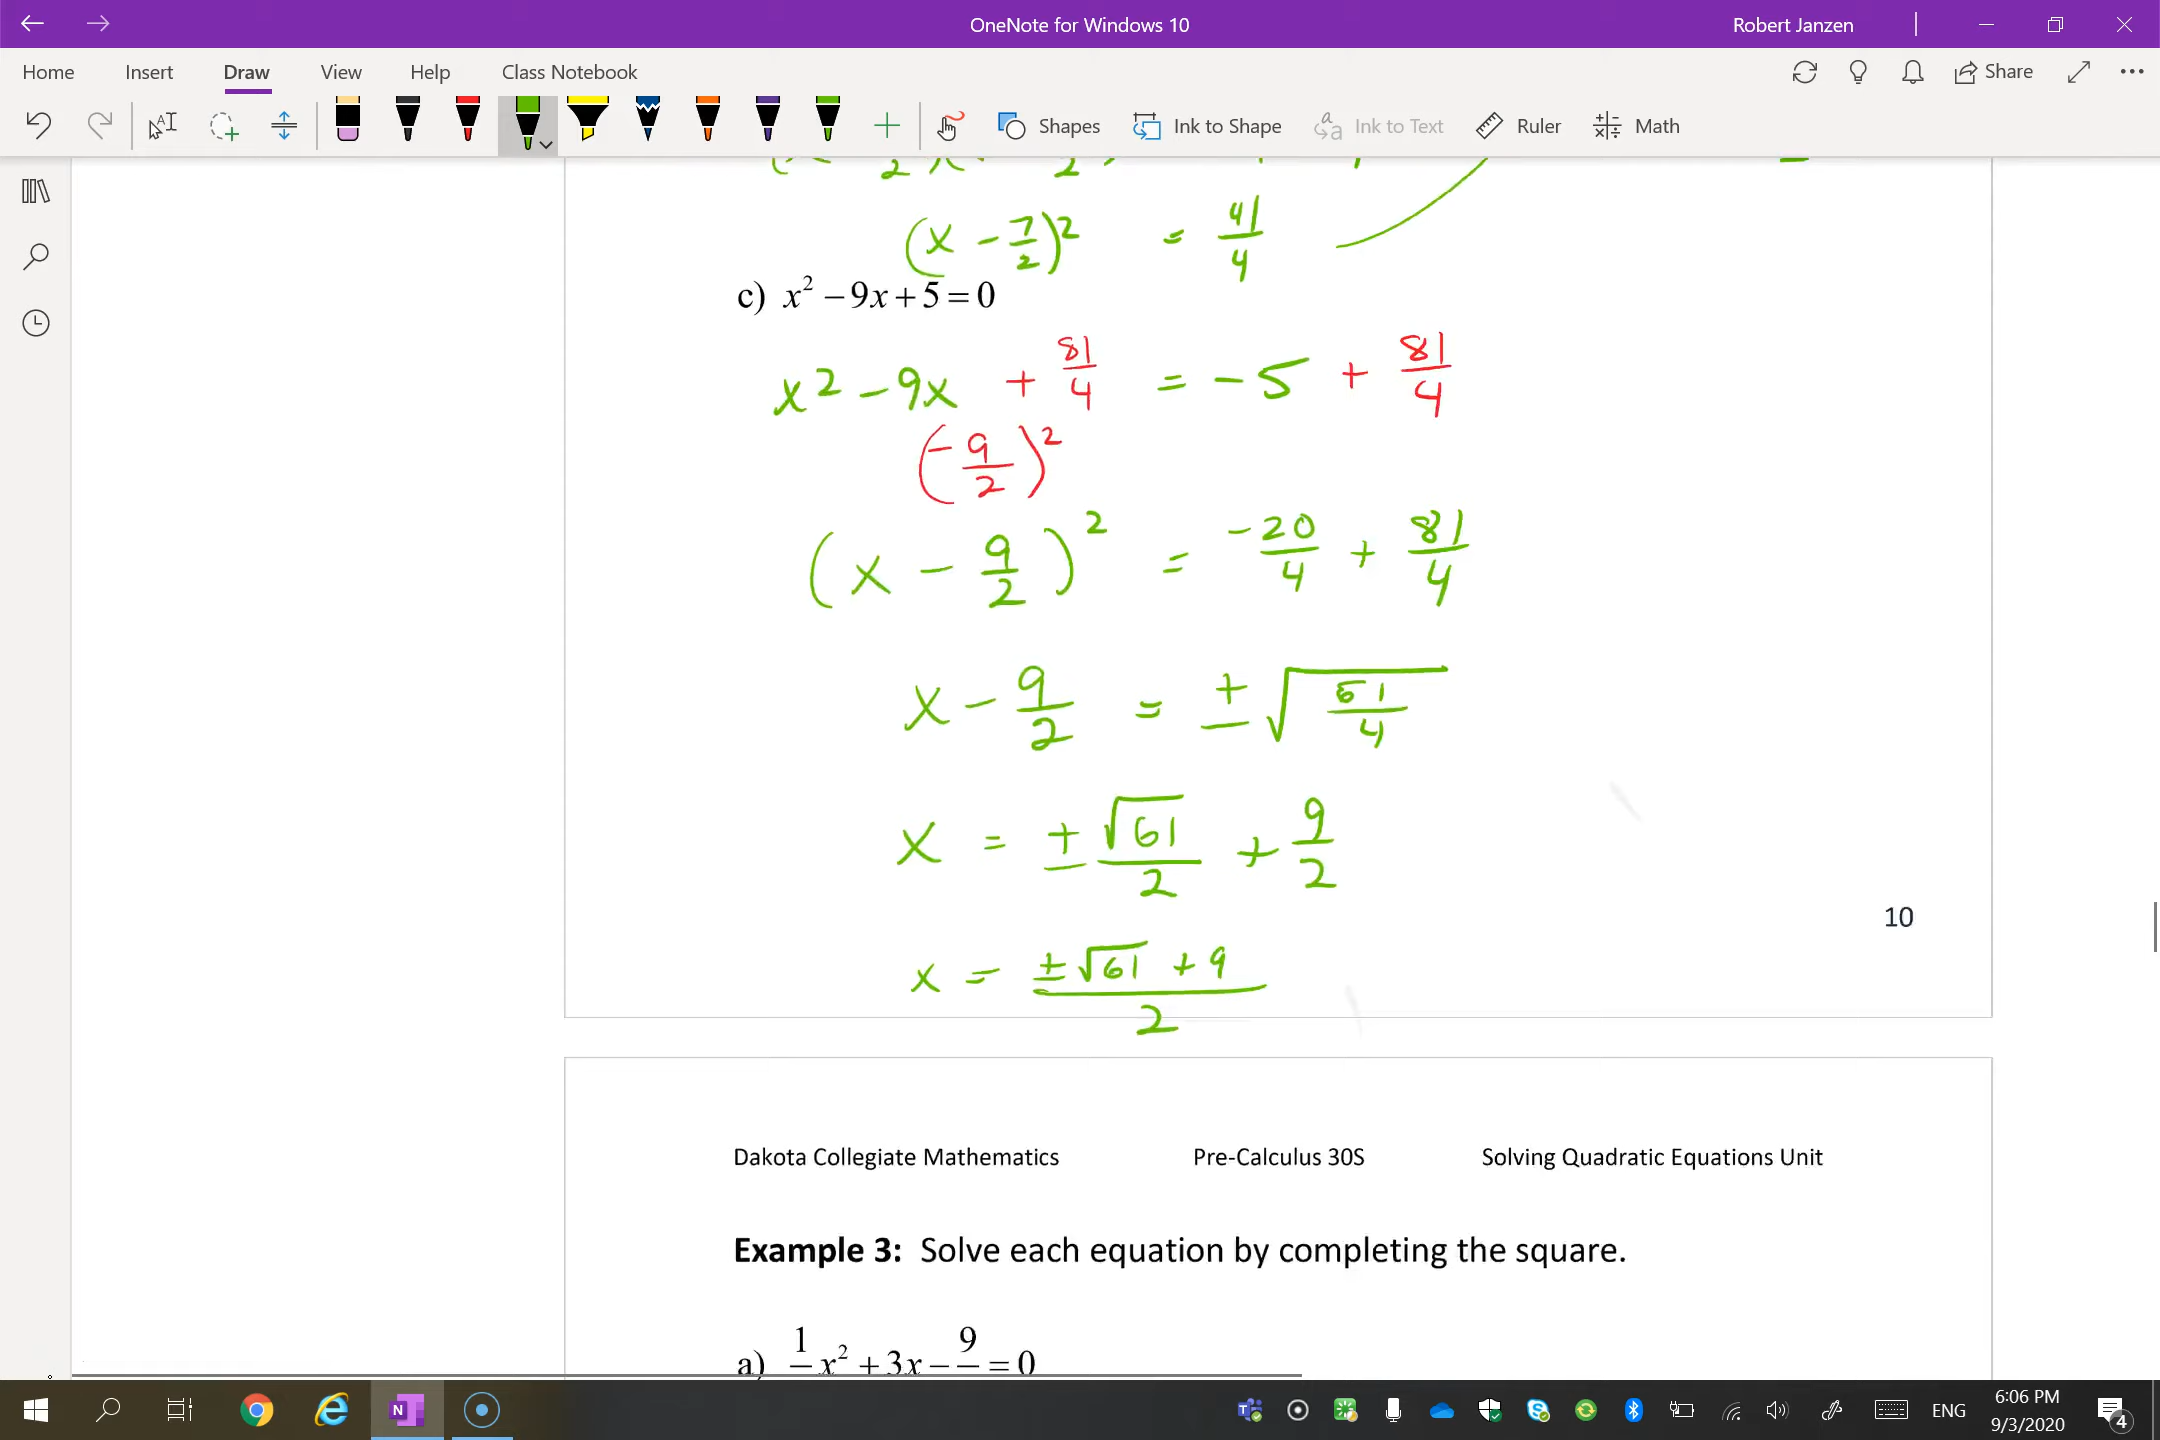 OneNote for Windows 10
Robert Janzen
Home Insert Draw View Help Class Notebook
Share
Shapes Ink to Shape Ink to Text Ruler Math
(x - 7/2)² = 41/4
c) x² − 9x + 5 = 0
x² - 9x + 81/4 = -5 + 81/4
(-9/2)²
(x - 9/2)² = -20/4 + 81/4
x - 9/2 = ± √(61/4)
x = ± √61/2 + 9/2
10
x = (± √61 + 9)/2
Dakota Collegiate Mathematics Pre-Calculus 30S Solving Quadratic Equations Unit
Example 3: Solve each equation by completing the square.
a) 1 x² + 3x − 9 = 0
ENG
6:06 PM
9/3/2020
4